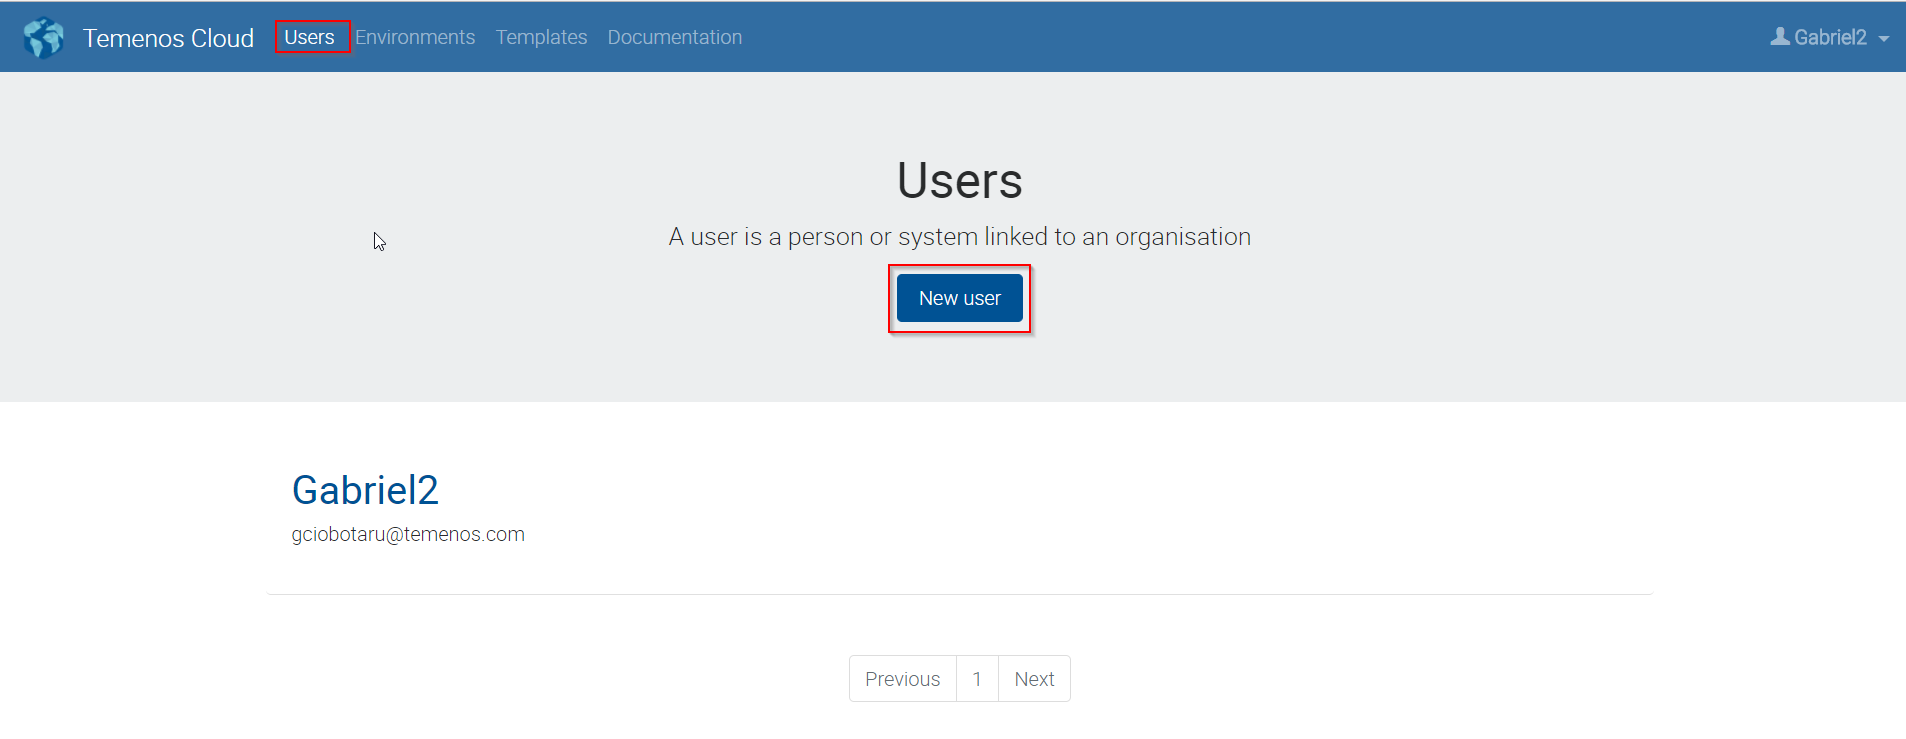 Temenos Cloud Users Environments Templates Documentation Gabriel2
Users
A user is a person or system linked to an organisation
New user
Gabriel2
gciobotaru@temenos.com
Previous 1 Next